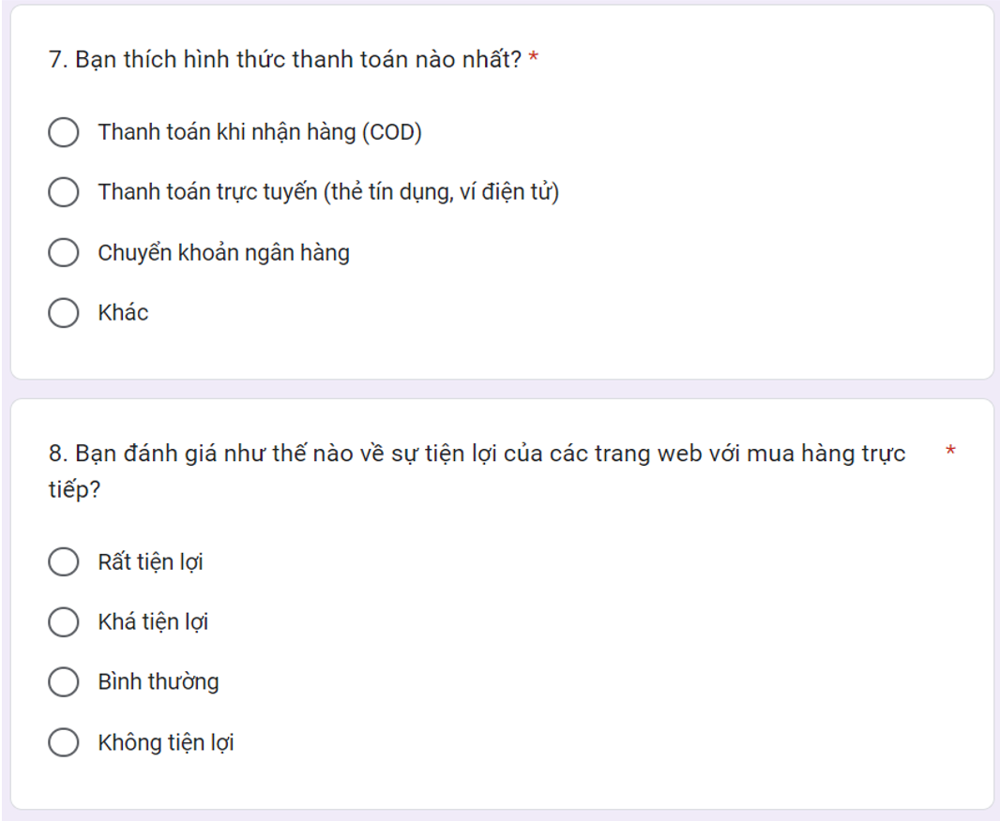 7. Bạn thích hình thức thanh toán nào nhất? *
Thanh toán khi nhận hàng (COD)
Thanh toán trực tuyến (thẻ tín dụng, ví điện tử)
Chuyển khoản ngân hàng
Khác
8. Bạn đánh giá như thế nào về sự tiện lợi của các trang web với mua hàng trực *
tiếp?
Rất tiện lợi
Khá tiện lợi
Bình thường
Không tiện lợi